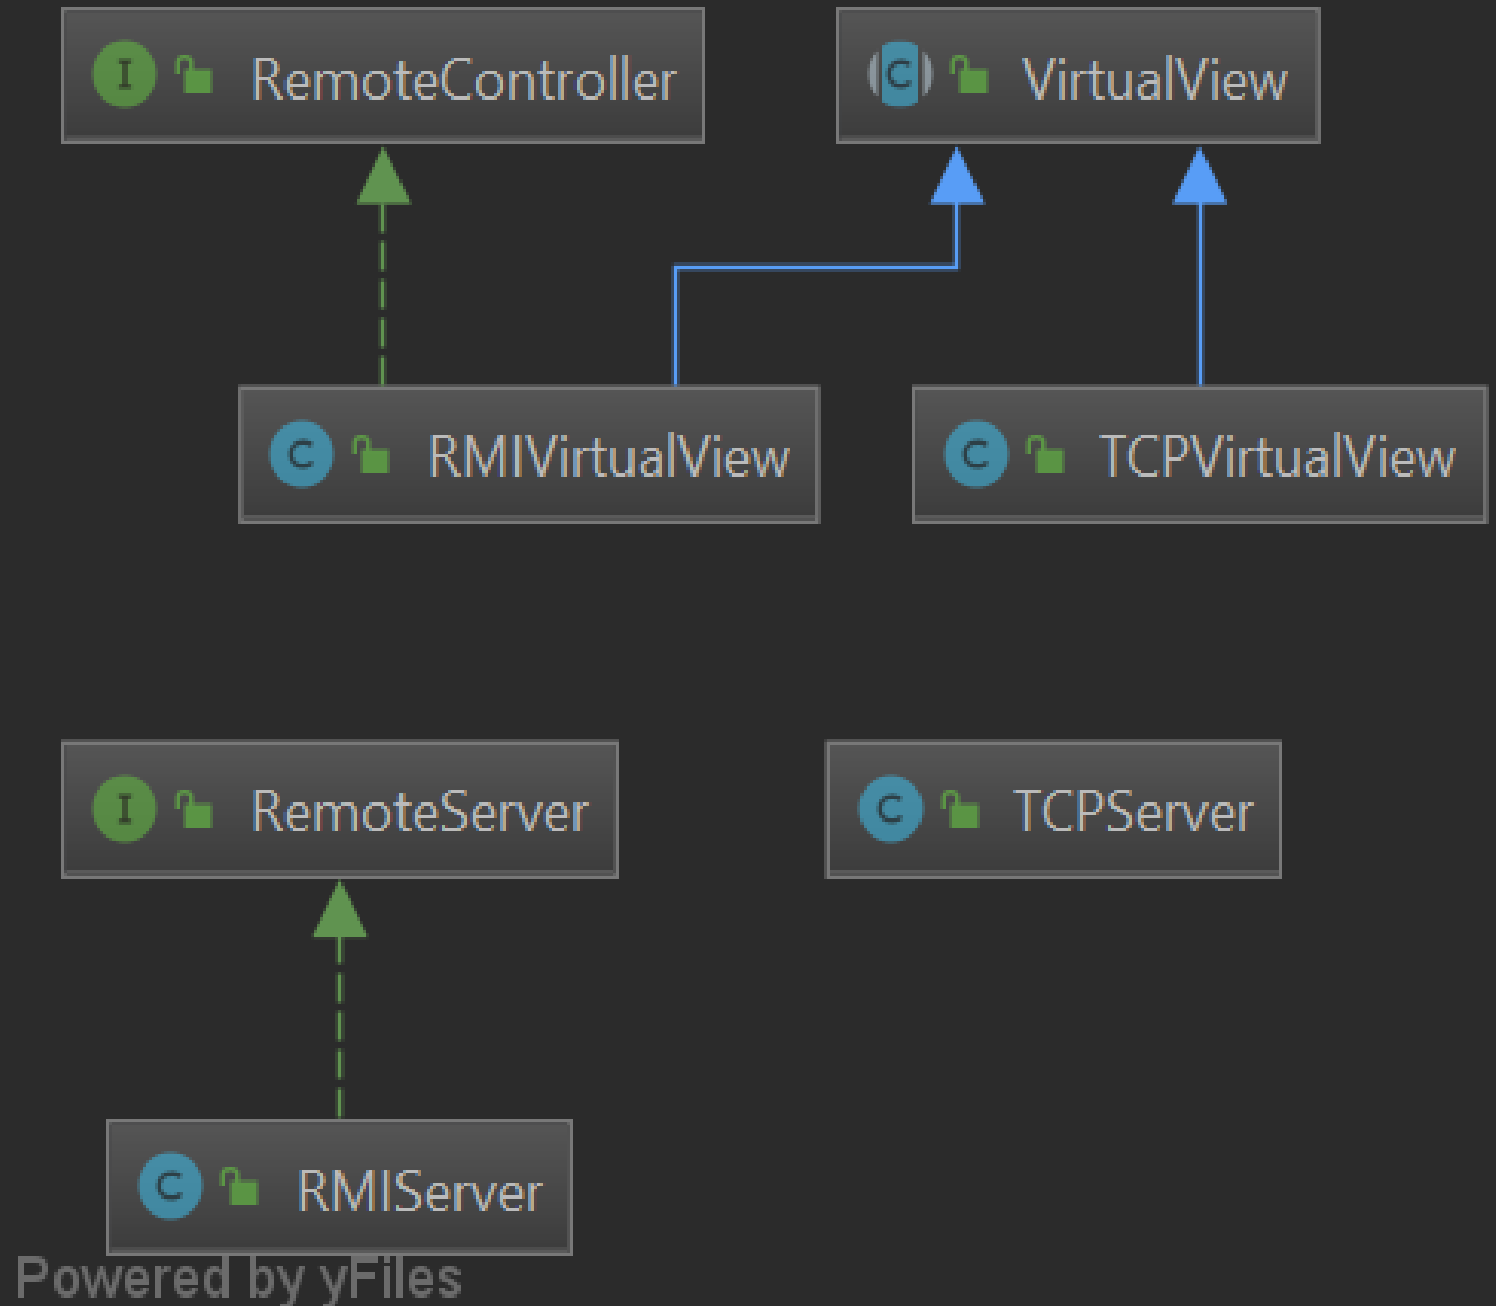 I RemoteController
C VirtualView
C RMIVirtualView
C TCPVirtualView
I RemoteServer
C TCPServer
C RMIServer
Powered by yFiles